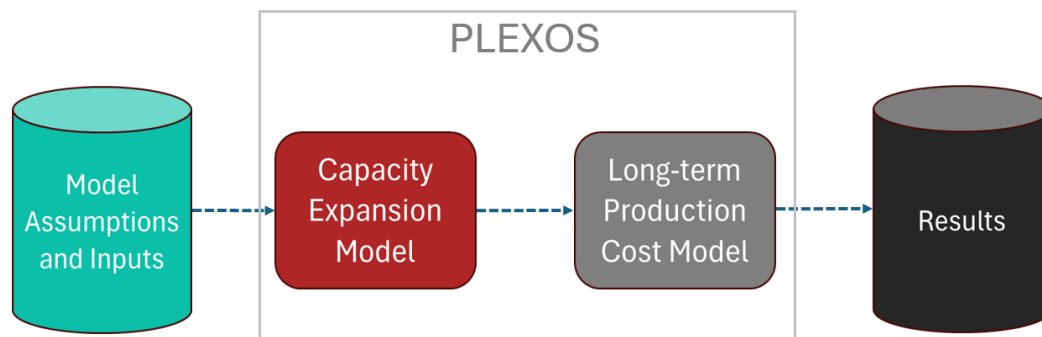 PLEXOS
Model
Assumptions
and Inputs
Capacity
Expansion
Model
Long-term
Production
Cost Model
Results